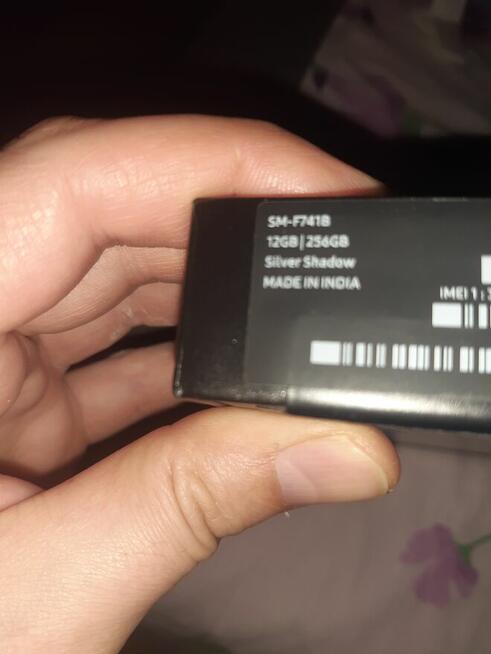 SM-F741B
12GB | 256GB
Silver Shadow
MADE IN INDIA
IMEI 1 :